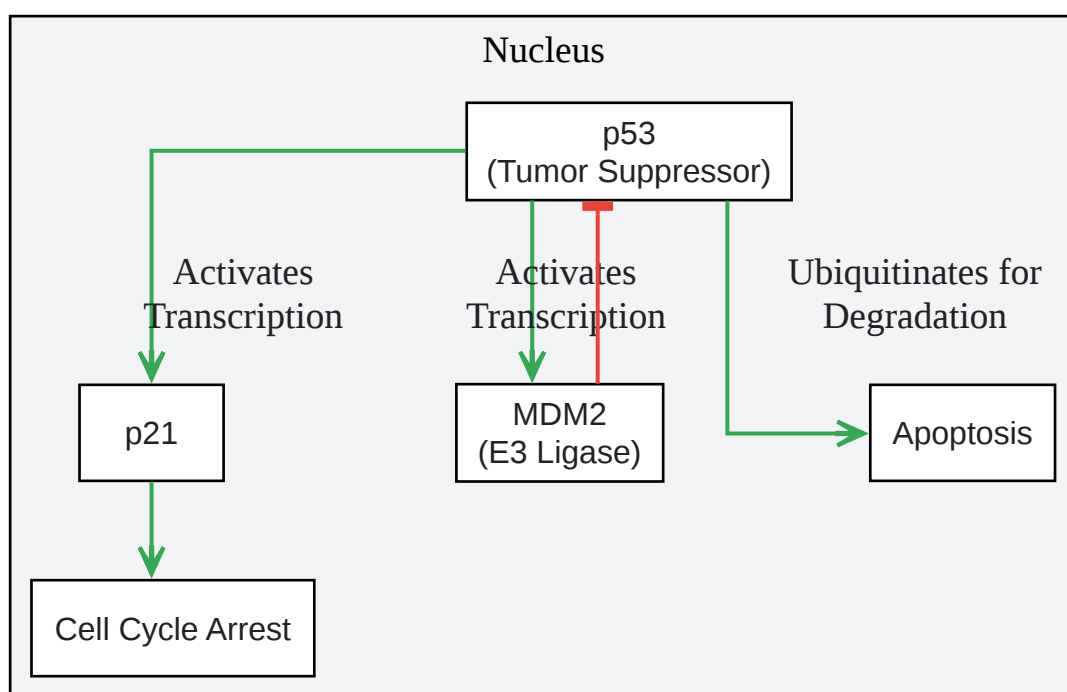 Nucleus
p53
(Tumor Suppressor)
Activates
Transcription
Activates
Transcription
Ubiquitinates for
Degradation
p21
MDM2
(E3 Ligase)
Apoptosis
Cell Cycle Arrest